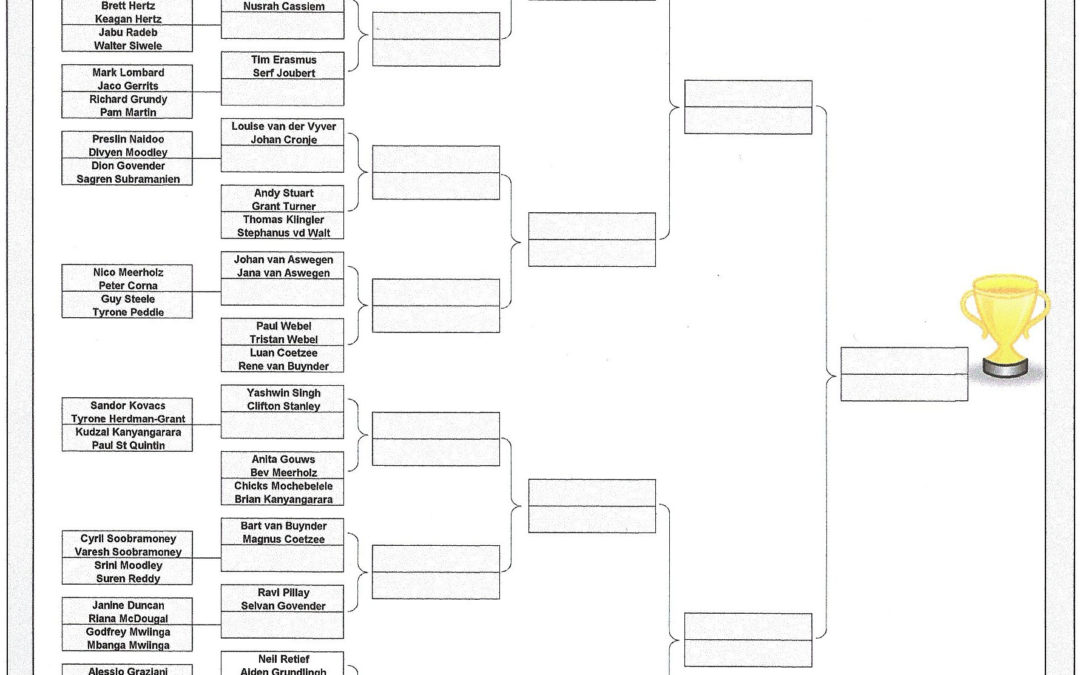 Brett Hertz
Keagan Hertz
Jabu Radeb
Walter Siwele
Mark Lombard
Jaco Gerrits
Richard Grundy
Pam Martin
Preslin Naidoo
Divyen Moodley
Dion Govender
Sagren Subramanien
Nico Meerholz
Peter Corna
Guy Steele
Tyrone Peddle
Sandor Kovacs
Tyrone Herdman-Grant
Kudzai Kanyangarara
Paul St Quintin
Cyril Soobramoney
Varesh Soobramoney
Srini Moodley
Suren Reddy
Janine Duncan
Riana McDougal
Godfrey Mwiinga
Mbanga Mwiinga
Alessio Graziani
Nusrah Cassiem
Tim Erasmus
Serf Joubert
Louise van der Vyver
Johan Cronje
Andy Stuart
Grant Turner
Thomas Klingler
Stephanus vd Walt
Johan van Aswegen
Jana van Aswegen
Paul Webel
Tristan Webel
Luan Coetzee
Rene van Buynder
Yashwin Singh
Clifton Stanley
Anita Gouws
Bev Meerholz
Chicks Mochebelele
Brian Kanyangarara
Bart van Buynder
Magnus Coetzee
Ravi Pillay
Selvan Govender
Neil Retief
Aiden Grundlingh